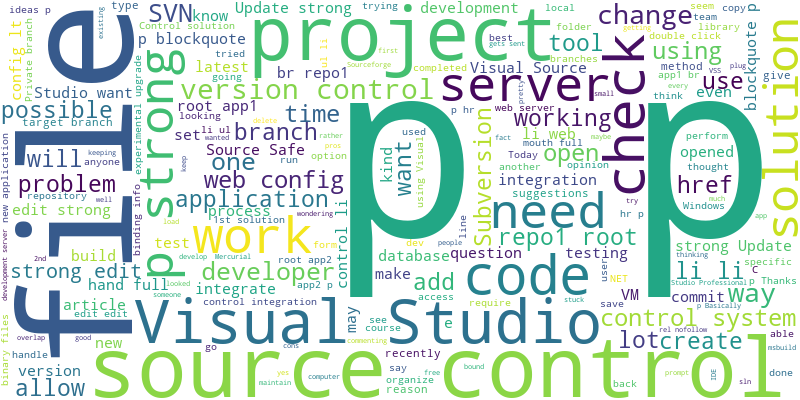 ideas p
type
SVN
know
Update strong
trying
development
seem
team
copy
local
folder
Control solution
p blockquote
tried
latest
going
ul li
first
Sourceforge
best
gets sent
branches
library
double click
config lt
Private branch
existing
project
change
tool
using
method
vss
app1 br
every
think
blockquote p
give
plug
Studio want
file
br repo1
Visual Source
completed
version control
server
web server
small
check
use
even
solution
possible
target branch
experimental upgrade
root app1
looking
set
ul li ul
wanted
delete
pros
rather
time
p hr
mouth full
pretty
fact
maybe
working
li web
open
opened
perform
thought
much
Windows
will
anyone
keeping
branch
Source Safe
option
kind
want
used
using Visual
Subversion
Today
opinion
another
integration
suggestions
problem
repository
well
one
run
keep
web config
need
try
hr p
href
edit strong
p strong
application
process
1st solution
wondering
form
line
repo1 root
user
strong Update
specific
thinking
app
new application
development server
binding info
load
test
work
root app2
database
question
testing
c
li li
p Thanks
2nd
build
strong edit
develop
Mercurial
looked
someone
developer
app2 p
make
dev
people
add
access
code
NET
stuck
VM
save
Studio Professional
p Basically
commit
way
hand full
article
edit edit
integrate
control li
may
require
Visual Studio
rel nofollow
control system
binary files
overlap
good
new
control integration
cons
see
course
e
commenting
recently
lot
create
able
msbuild
handle
version
allow
yes
maintain
computer
go
source control
say
organize
reason
free
bound
prompt
IDE
sln
back
done
p
p